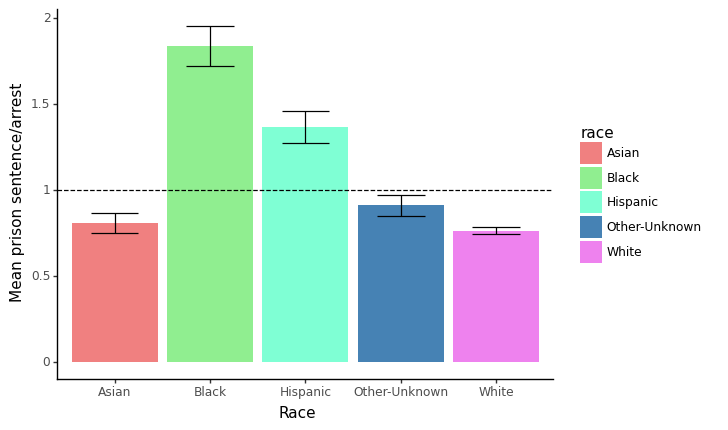 2
1.5
1
0.5
0
Mean prison sentence/arrest
Asian
Black
Hispanic
Other-Unknown
White
Race
race
Asian
Black
Hispanic
Other-Unknown
White